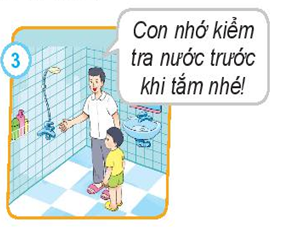 3
Con nhớ kiểm
tra nước trước
khi tắm nhé!